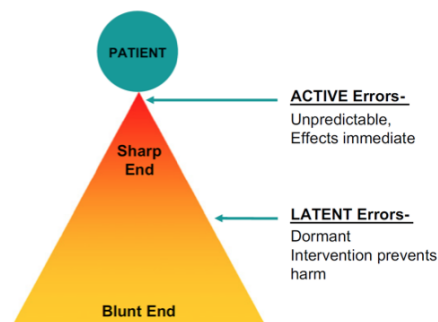 PATIENT
ACTIVE Errors-
Unpredictable,
Effects immediate
Sharp
End
LATENT Errors-
Dormant
Intervention prevents
harm
Blunt End